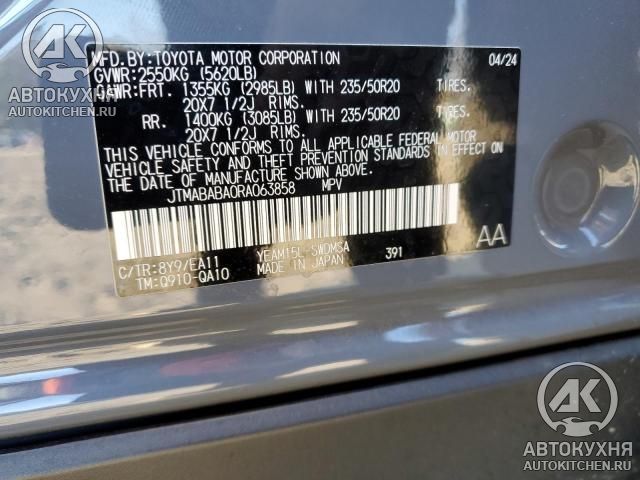 MFD.BY:TOYOTA MOTOR CORPORATION 04/24
GVWR:2550KG (5620LB)
GAWR:FRT. 1355KG (2985LB) WITH 235/50R20 TIRES.
20X7 1/2J RIMS.
RR. 1400KG (3085LB) WITH 235/50R20 TIRES.
20X7 1/2J RIMS.
THIS VEHICLE CONFORMS TO ALL APPLICABLE FEDERAL MOTOR
VEHICLE SAFETY AND THEFT PREVENTION STANDARDS IN EFFECT
ON THE DATE OF MANUFACTURE SHOWN ABOVE.
JTMABABA0RA063858 MPV
C/TR:8Y9/EA11 YEAM15L-SWDMSA 391 AA
TM:Q910-QA10 MADE IN JAPAN
АК
АВТОКУХНЯ
AUTOKITCHEN.RU
АК
АВТОКУХНЯ
AUTOKITCHEN.RU